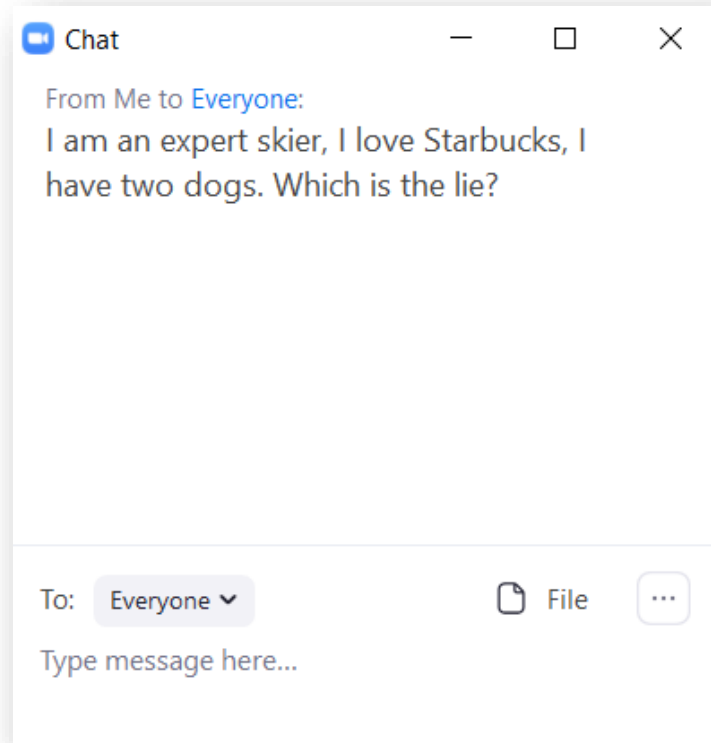 Chat
From Me to Everyone:
I am an expert skier, I love Starbucks, I
have two dogs. Which is the lie?
To: Everyone File
Type message here...